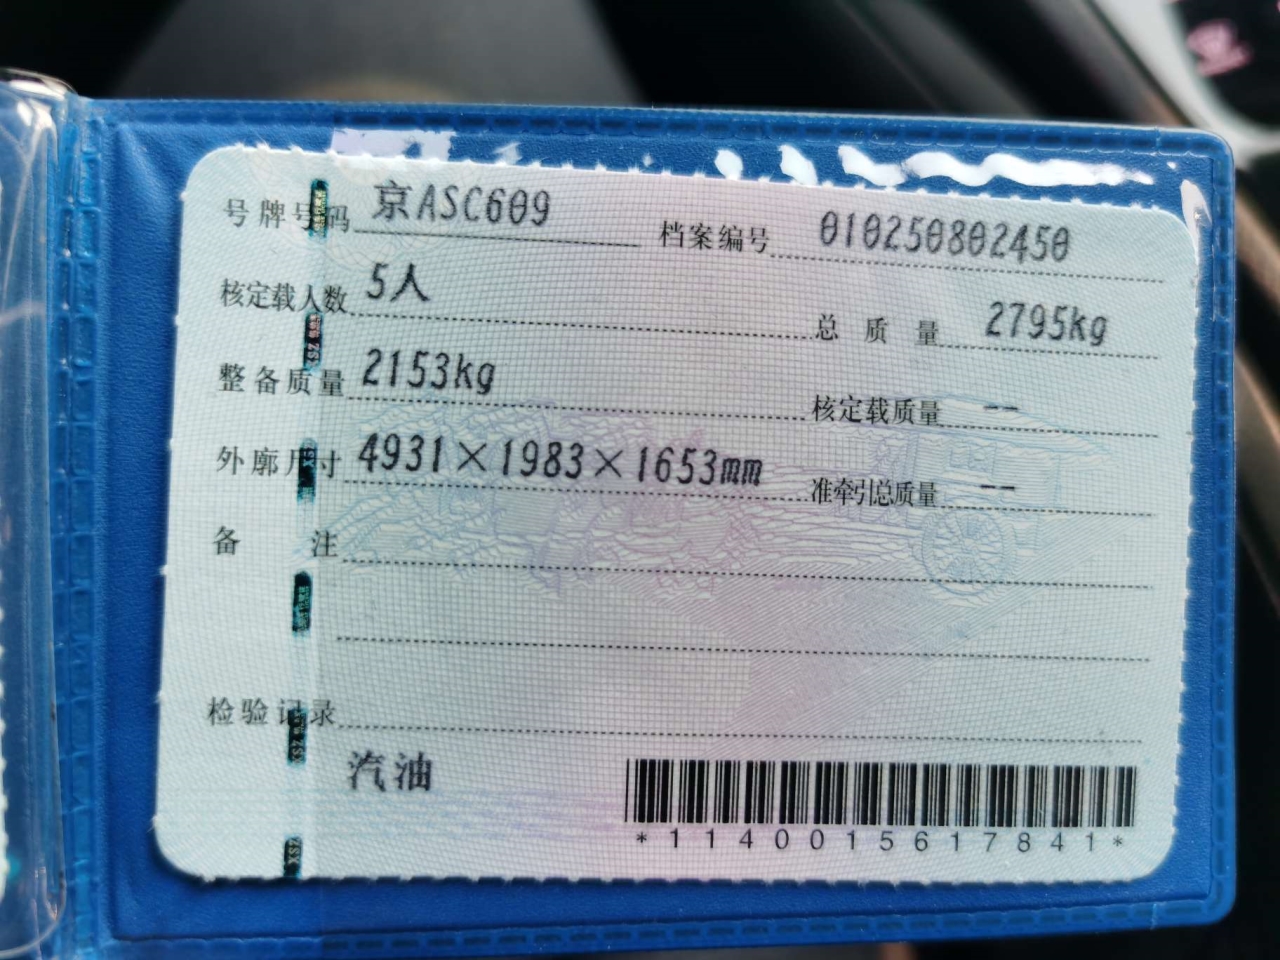 号牌号码 京ASC609 档案编号 010250802450
核定载人数 5人 总质量 2795kg
整备质量 2153kg 核定载质量 --
外廓尺寸 4931×1983×1653mm 准牵引总质量 --
备注
检验记录
汽油
*1140015617841*